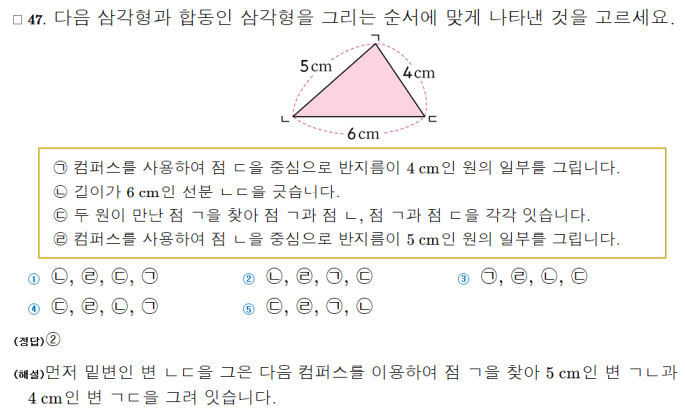 □ 47. 다음 삼각형과 합동인 삼각형을 그리는 순서에 맞게 나타낸 것을 고르세요.
ㄱ
5 cm
4 cm
ㄴ
ㄷ
6 cm
㉠ 컴퍼스를 사용하여 점 ㄷ을 중심으로 반지름이 4 cm인 원의 일부를 그립니다.
㉡ 길이가 6 cm인 선분 ㄴㄷ을 긋습니다.
㉢ 두 원이 만난 점 ㄱ을 찾아 점 ㄱ과 점 ㄴ, 점 ㄱ과 점 ㄷ을 각각 잇습니다.
㉣ 컴퍼스를 사용하여 점 ㄴ을 중심으로 반지름이 5 cm인 원의 일부를 그립니다.
① ㉡, ㉣, ㉢, ㉠ ② ㉡, ㉣, ㉠, ㉢ ③ ㉠, ㉣, ㉡, ㉢
④ ㉢, ㉣, ㉡, ㉠ ⑤ ㉢, ㉣, ㉠, ㉡
(정답)②
(해설)먼저 밑변인 변 ㄴㄷ을 그은 다음 컴퍼스를 이용하여 점 ㄱ을 찾아 5 cm인 변 ㄱㄴ과
4 cm인 변 ㄱㄷ을 그려 잇습니다.